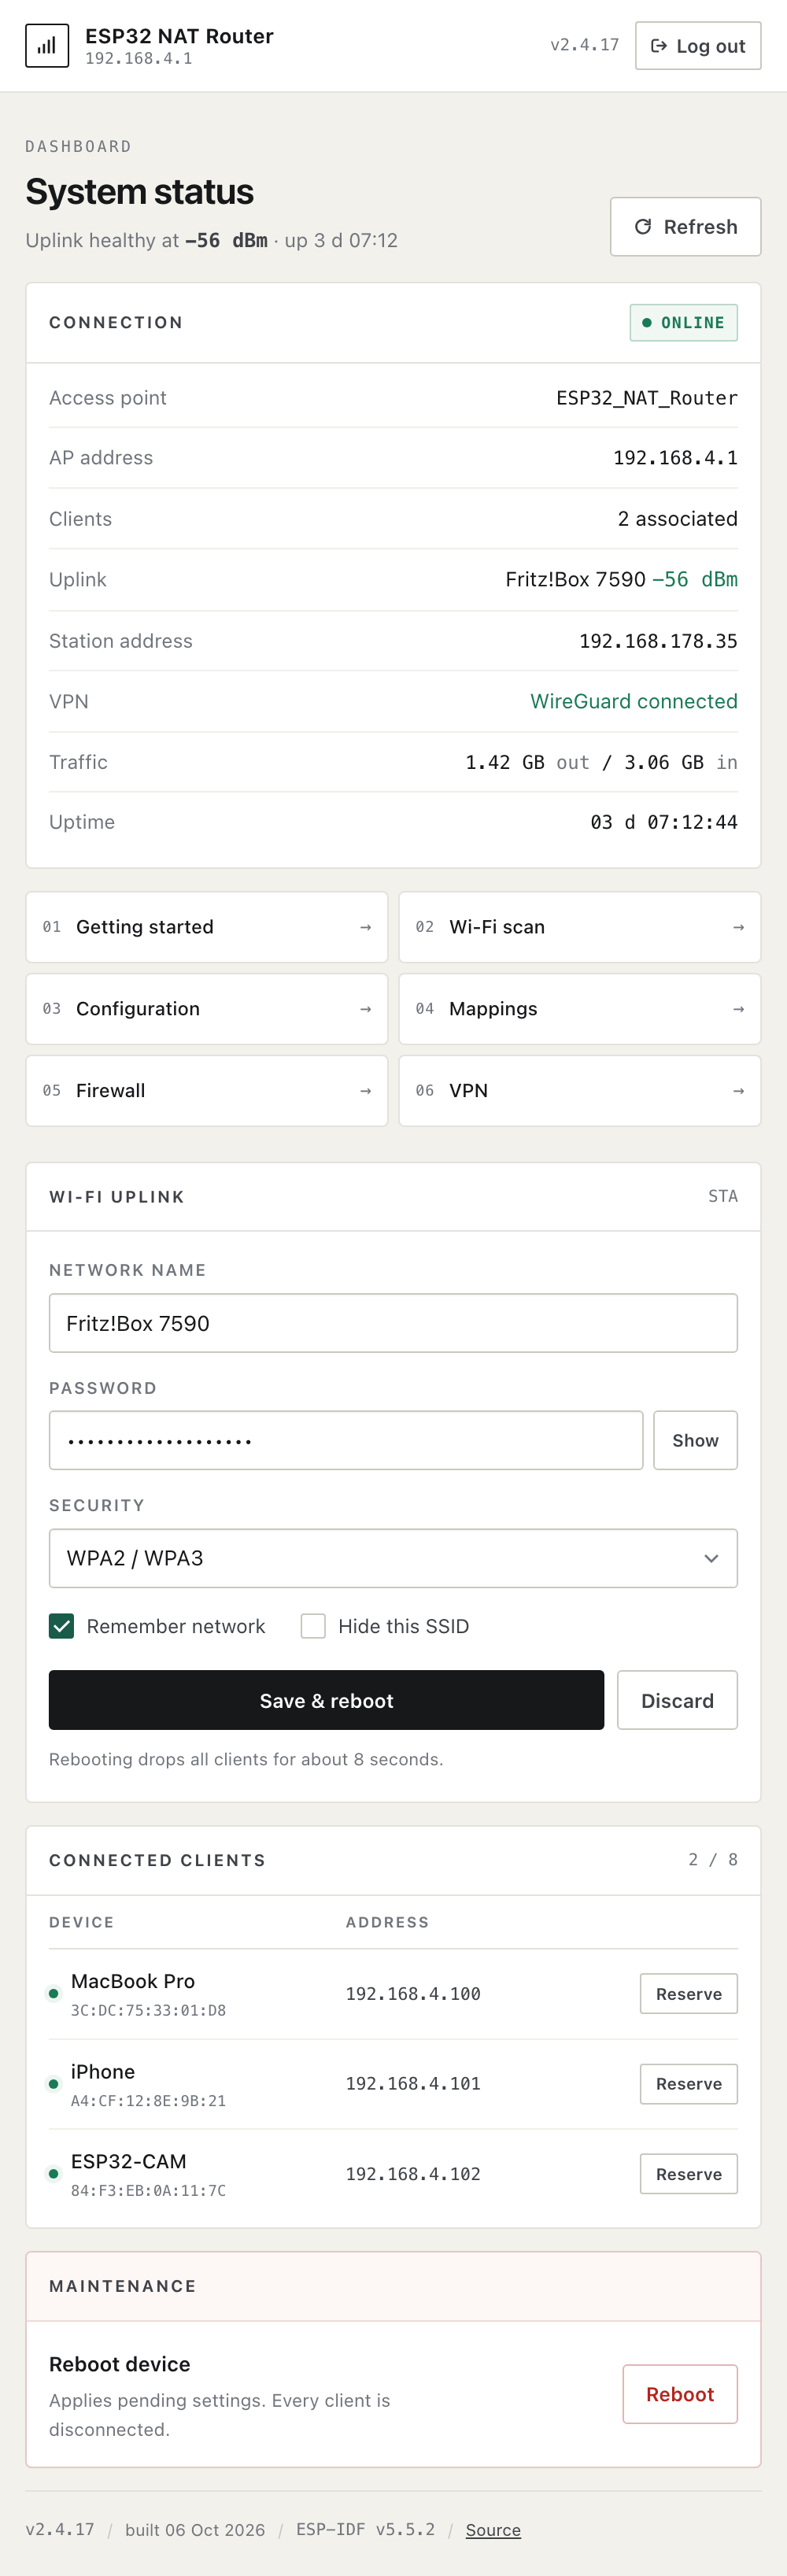 ESP32 NAT Router
192.168.4.1
v2.4.17
Log out
DASHBOARD
System status
Uplink healthy at −56 dBm · up 3 d 07:12
Refresh
CONNECTION
ONLINE
Access point
ESP32_NAT_Router
AP address
192.168.4.1
Clients
2 associated
Uplink
Fritz!Box 7590 −56 dBm
Station address
192.168.178.35
VPN
WireGuard connected
Traffic
1.42 GB out / 3.06 GB in
Uptime
03 d 07:12:44
01 Getting started →
02 Wi-Fi scan →
03 Configuration →
04 Mappings →
05 Firewall →
06 VPN →
WI-FI UPLINK
STA
NETWORK NAME
Fritz!Box 7590
PASSWORD
•••••••••••••••••••
Show
SECURITY
WPA2 / WPA3
Remember network
Hide this SSID
Save & reboot
Discard
Rebooting drops all clients for about 8 seconds.
CONNECTED CLIENTS
2 / 8
DEVICE
ADDRESS
MacBook Pro
3C:DC:75:33:01:D8
192.168.4.100
Reserve
iPhone
A4:CF:12:8E:9B:21
192.168.4.101
Reserve
ESP32-CAM
84:F3:EB:0A:11:7C
192.168.4.102
Reserve
MAINTENANCE
Reboot device
Applies pending settings. Every client is
disconnected.
Reboot
v2.4.17 / built 06 Oct 2026 / ESP-IDF v5.5.2 / Source